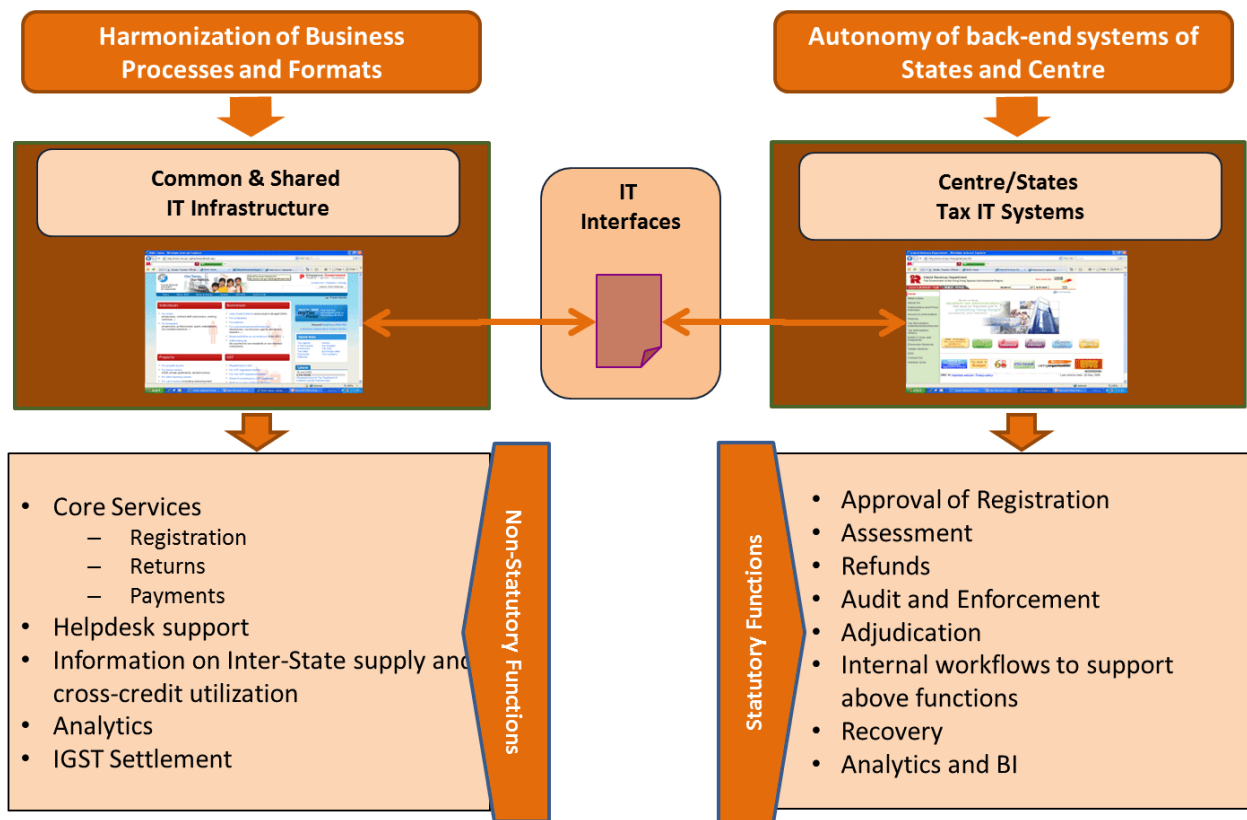 Harmonization of Business
Processes and Formats
Autonomy of back-end systems of
States and Centre
Common & Shared
IT Infrastructure
IT
Interfaces
Centre/States
Tax IT Systems
• Core Services
– Registration
– Returns
– Payments
• Helpdesk support
• Information on Inter-State supply and
cross-credit utilization
• Analytics
• IGST Settlement
Non-Statutory Functions
Statutory Functions
• Approval of Registration
• Assessment
• Refunds
• Audit and Enforcement
• Adjudication
• Internal workflows to support
above functions
• Recovery
• Analytics and BI